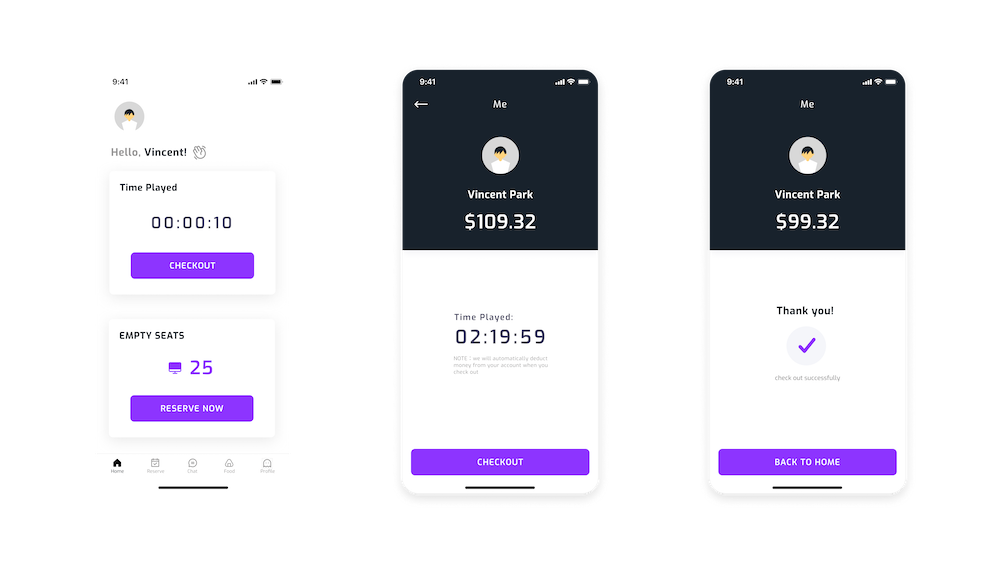 9:41
Hello, Vincent!
Time Played
00:00:10
CHECKOUT
EMPTY SEATS
25
RESERVE NOW
Home
Reserve
Chat
Food
Profile
9:41
Me
Vincent Park
$109.32
Time Played:
02:19:59
NOTE : we will automatically deduct
money from your account when you
check out
CHECKOUT
9:41
Me
Vincent Park
$99.32
Thank you!
check out successfully
BACK TO HOME